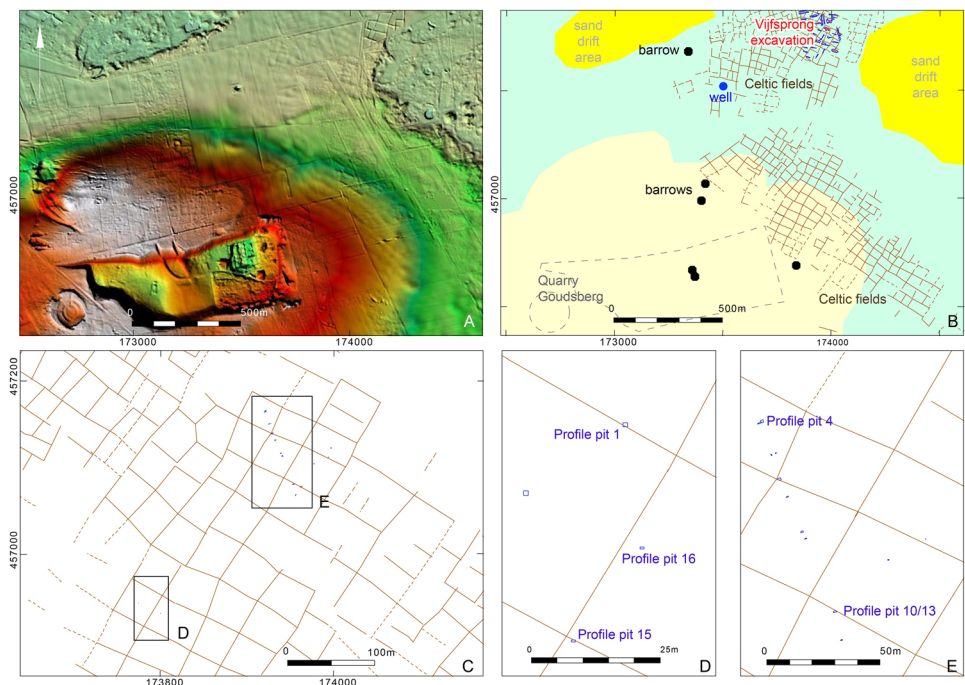 457000
0
500m
A
173000
174000
sand
drift
area
barrow
Vijfsprong
excavation
well
Celtic fields
sand
drift
area
457000
barrows
Quarry
Goudsberg
Celtic fields
0
500m
B
173000
174000
457200
457000
E
D
0
100m
C
173800
174000
Profile pit 1
Profile pit 16
Profile pit 15
0
25m
D
Profile pit 4
Profile pit 10/13
0
50m
E